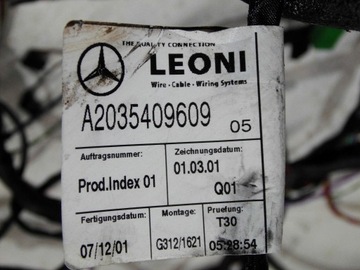 THE QUALITY CONNECTION
LEONI
Wire - Cable - Wiring Systems
A2035409609 05
Auftragsnummer: Zeichnungsdatum:
Prod.Index 01 01.03.01
Q01
Fertigungsdatum: Montage: Pruefung:
07/12/01 G312/1621 T30
05:28:54